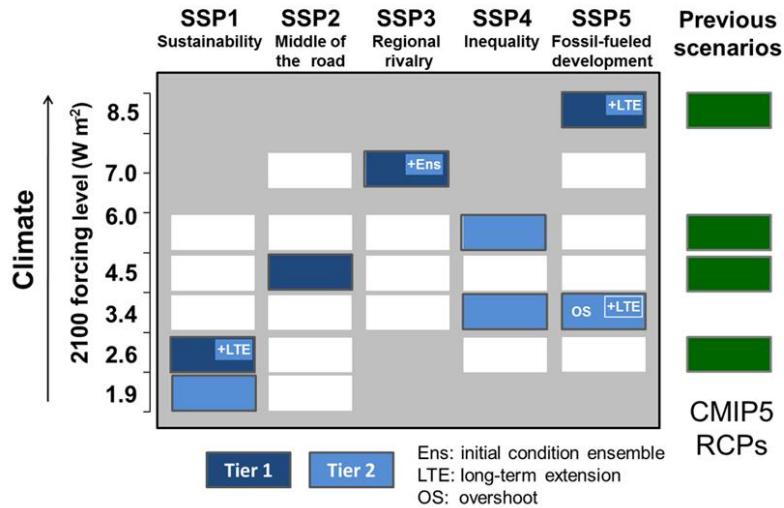 SSP1 SSP2 SSP3 SSP4 SSP5 Previous
Sustainability Middle of Regional Inequality Fossil-fueled scenarios
the road rivalry development
8.5 +LTE
7.0 +Ens
6.0
4.5
3.4 OS +LTE
2.6 +LTE
1.9
Climate
2100 forcing level (W m-2)
CMIP5
RCPs
Tier 1 Tier 2
Ens: initial condition ensemble
LTE: long-term extension
OS: overshoot